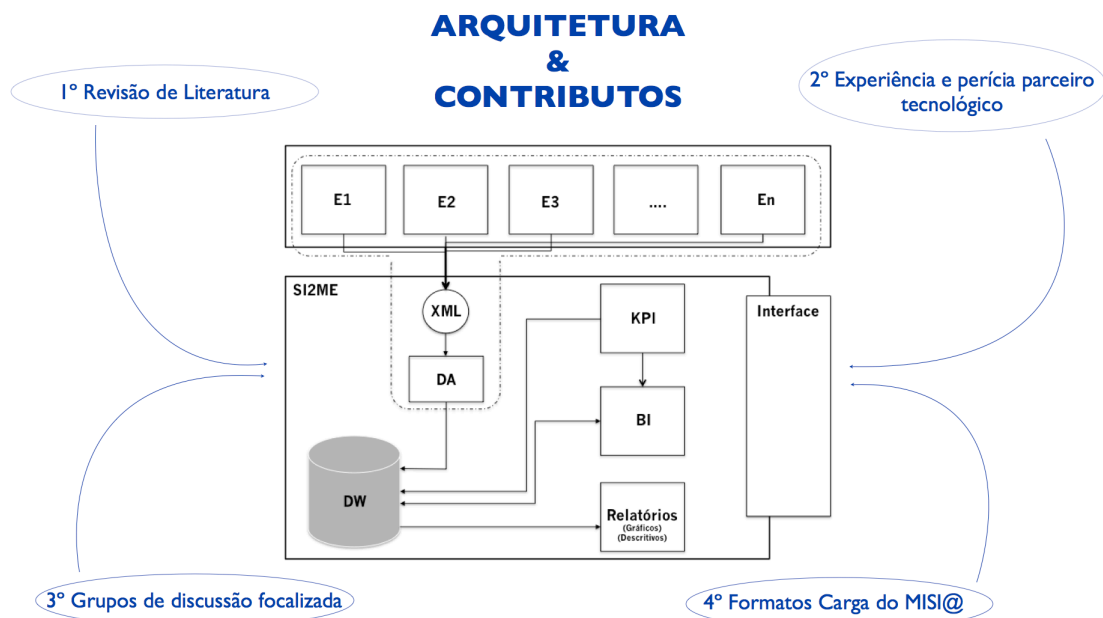 ARQUITETURA
&
CONTRIBUTOS
1º Revisão de Literatura
2º Experiência e perícia parceiro
tecnológico
E1
E2
E3
....
En
SI2ME
XML
KPI
Interface
DA
BI
DW
Relatórios
(Gráficos)
(Descritivos)
3º Grupos de discussão focalizada
4º Formatos Carga do MISI@